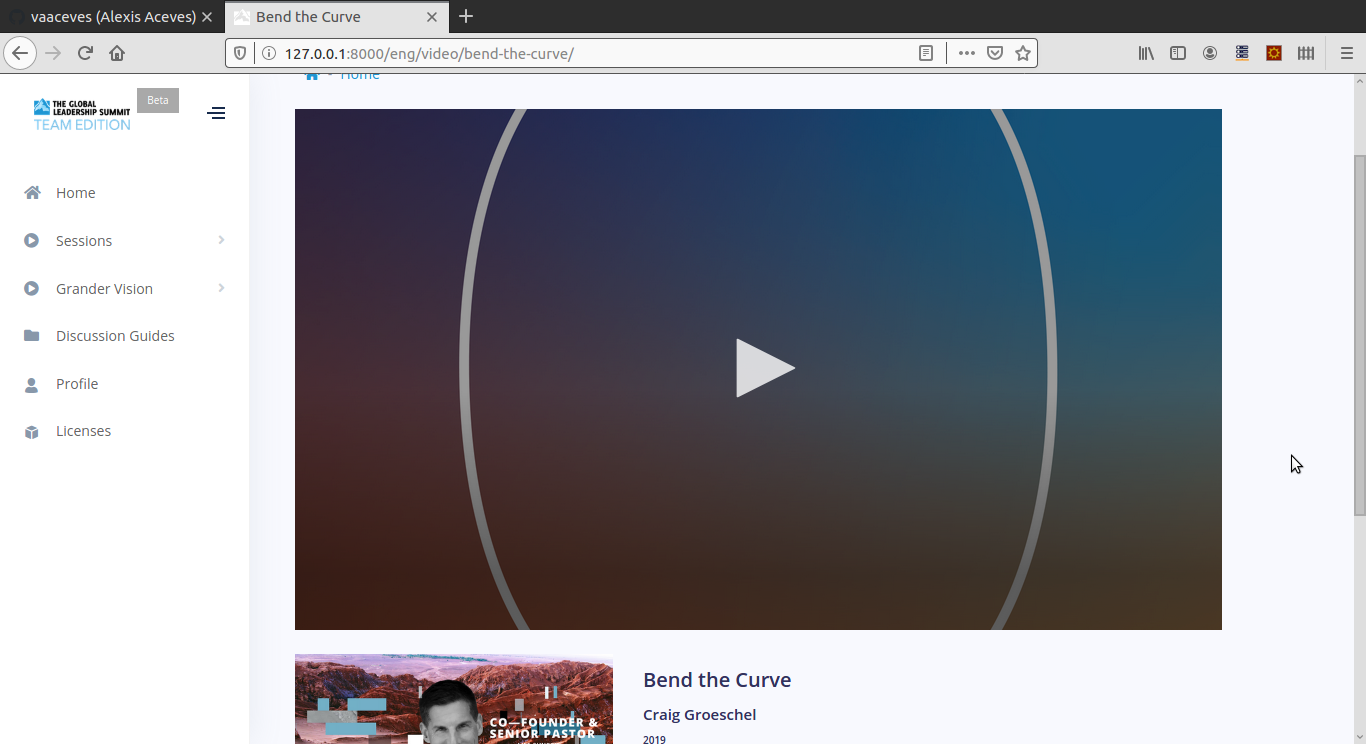 vaaceves (Alexis Aceves)
Bend the Curve
127.0.0.1:8000/eng/video/bend-the-curve/
Home
THE GLOBAL
LEADERSHIP SUMMIT
TEAM EDITION
Beta
Home
Sessions
Grander Vision
Discussion Guides
Profile
Licenses
CO—FOUNDER &
SENIOR PASTOR
Bend the Curve
Craig Groeschel
2019